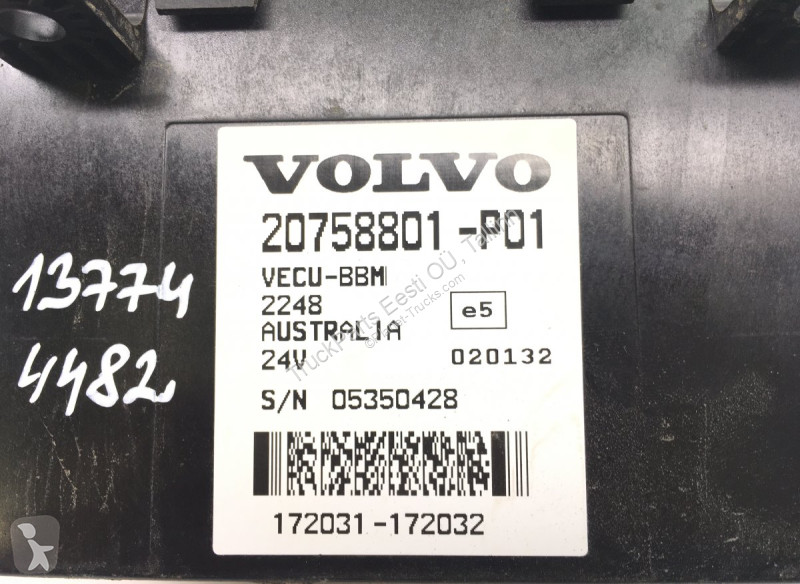 VOLVO
20758801-P01
VECU-BBM
2248
AUSTRALIA
24V
e5
020132
S/N 05350428
172031-172032
13774
4482
TruckParts Eesti OÜ, Tallinn